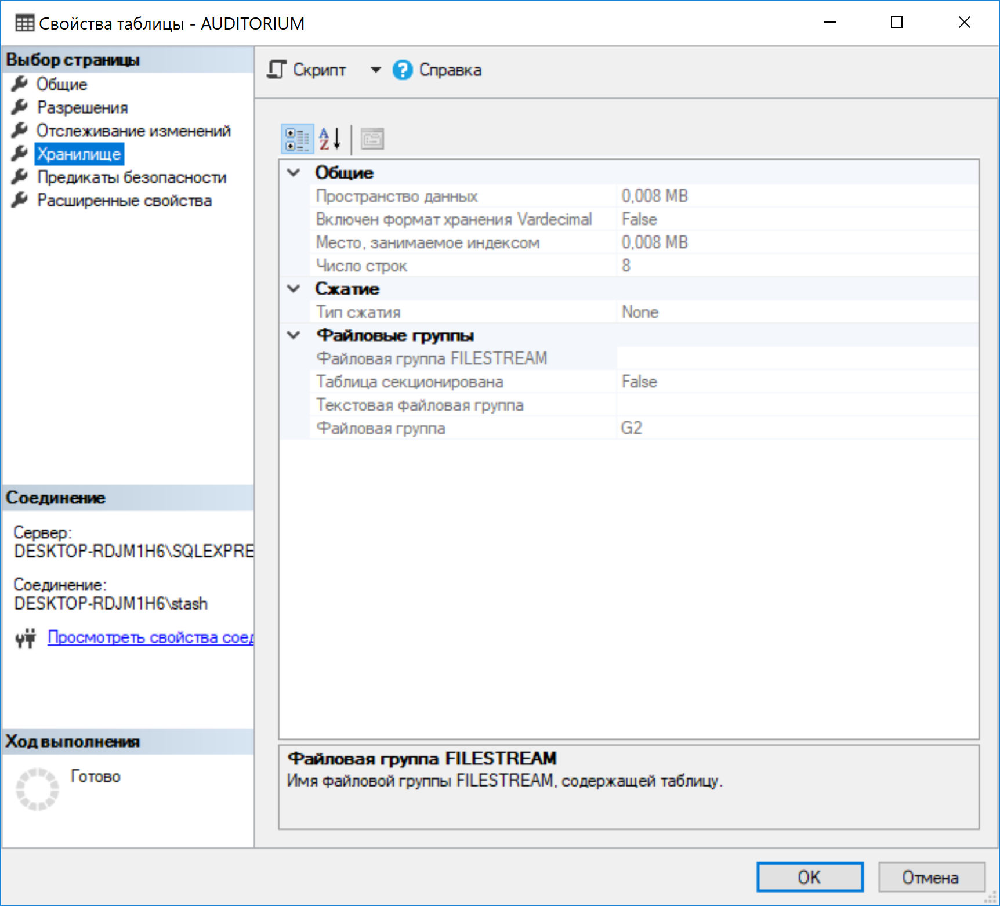 Свойства таблицы - AUDITORIUM
Выбор страницы
Общие
Разрешения
Отслеживание изменений
Хранилище
Предикаты безопасности
Расширенные свойства
Скрипт
Справка
Общие
Пространство данных 0,008 MB
Включен формат хранения Vardecimal False
Место, занимаемое индексом 0,008 MB
Число строк 8
Сжатие
Тип сжатия None
Файловые группы
Файловая группа FILESTREAM
Таблица секционирована False
Текстовая файловая группа
Файловая группа G2
Соединение
Сервер:
DESKTOP-RDJM1H6\SQLEXPRE
Соединение:
DESKTOP-RDJM1H6\stash
Просмотреть свойства соед
Ход выполнения
Готово
Файловая группа FILESTREAM
Имя файловой группы FILESTREAM, содержащей таблицу.
OK
Отмена